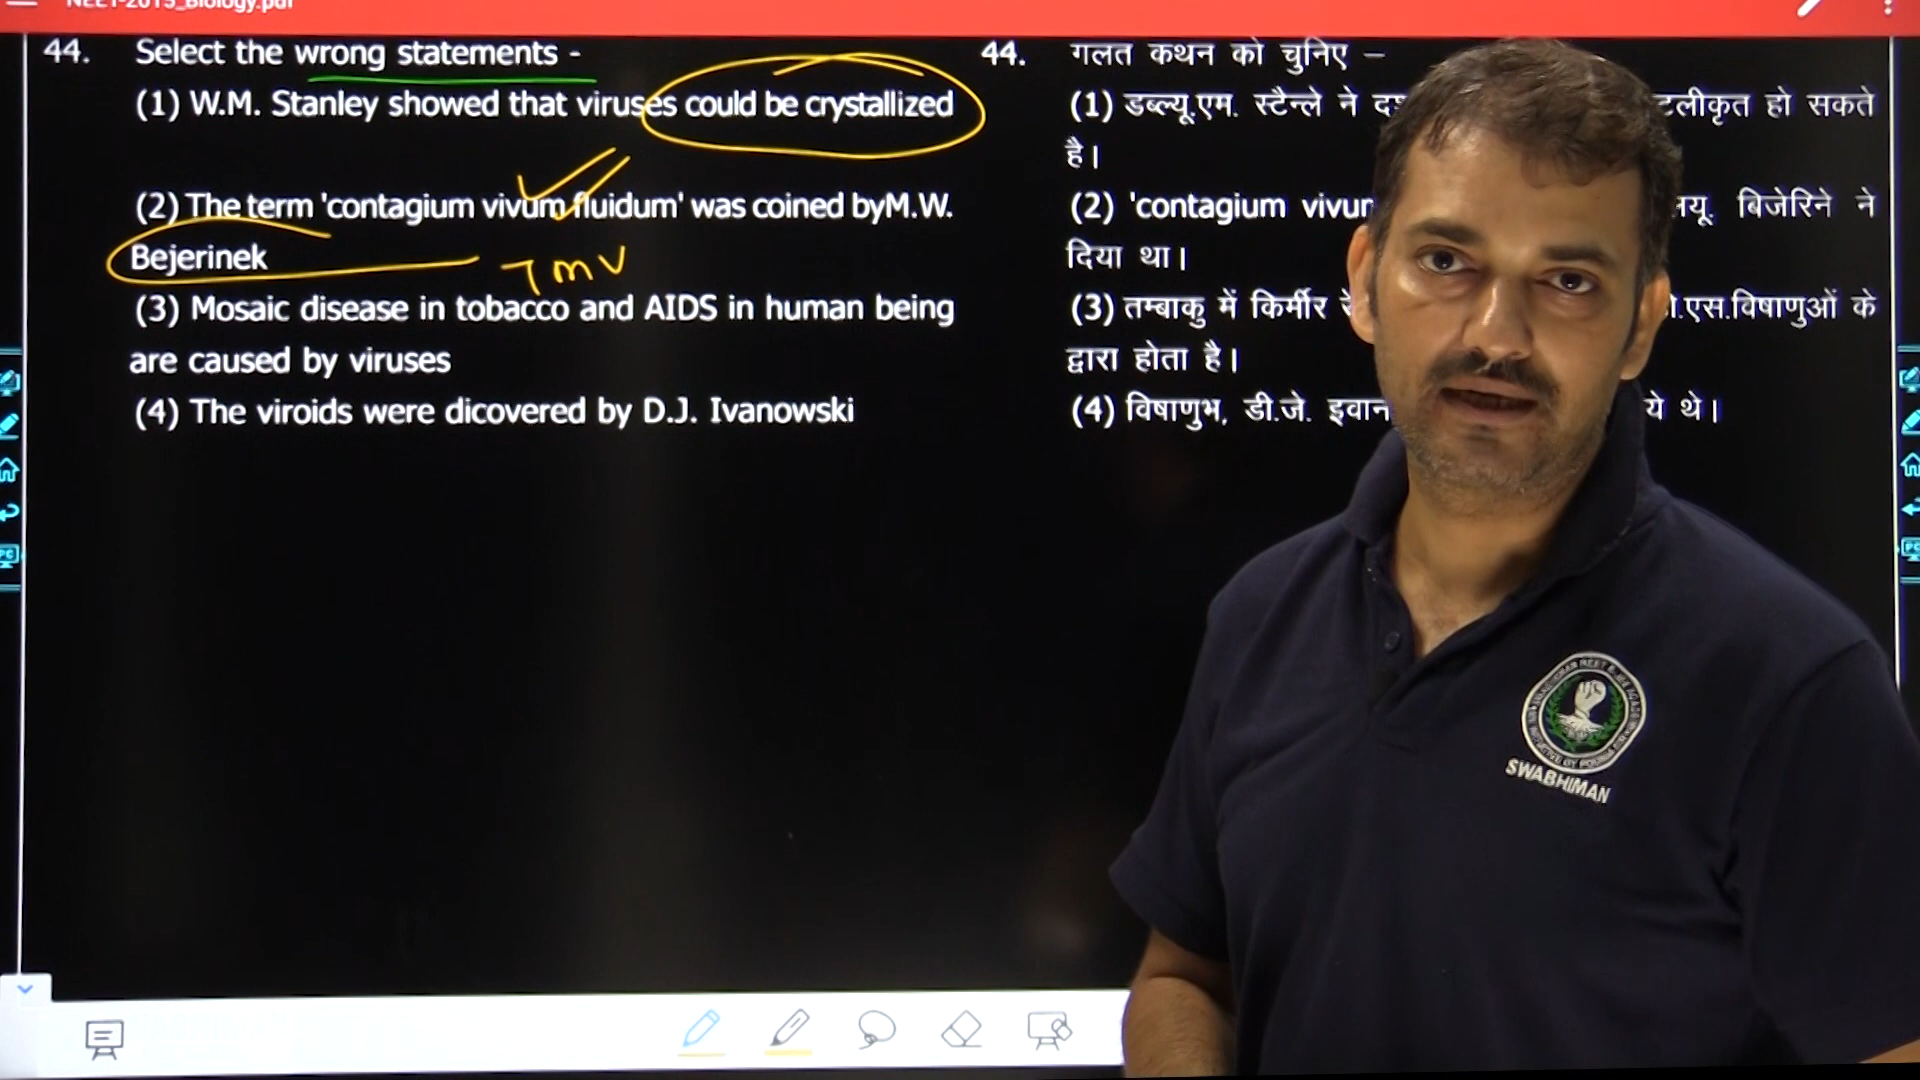 NEET-2015_Biology.pdf
44. Select the wrong statements -
(1) W.M. Stanley showed that viruses could be crystallized
(2) The term 'contagium vivum fluidum' was coined byM.W.
Bejerinek
TMV
(3) Mosaic disease in tobacco and AIDS in human being
are caused by viruses
(4) The viroids were dicovered by D.J. Ivanowski
44. गलत कथन को चुनिए –
(1) डब्ल्यू.एम. स्टैन्ले ने हो सकते
है।
(2) 'contagium बिजेरिने ने
दिया था।
(3) तम्बाकु में किर्मीर के
द्वारा होता है।
(4) विषाणुभ, डी.जे. थे।
SWABHIMAN